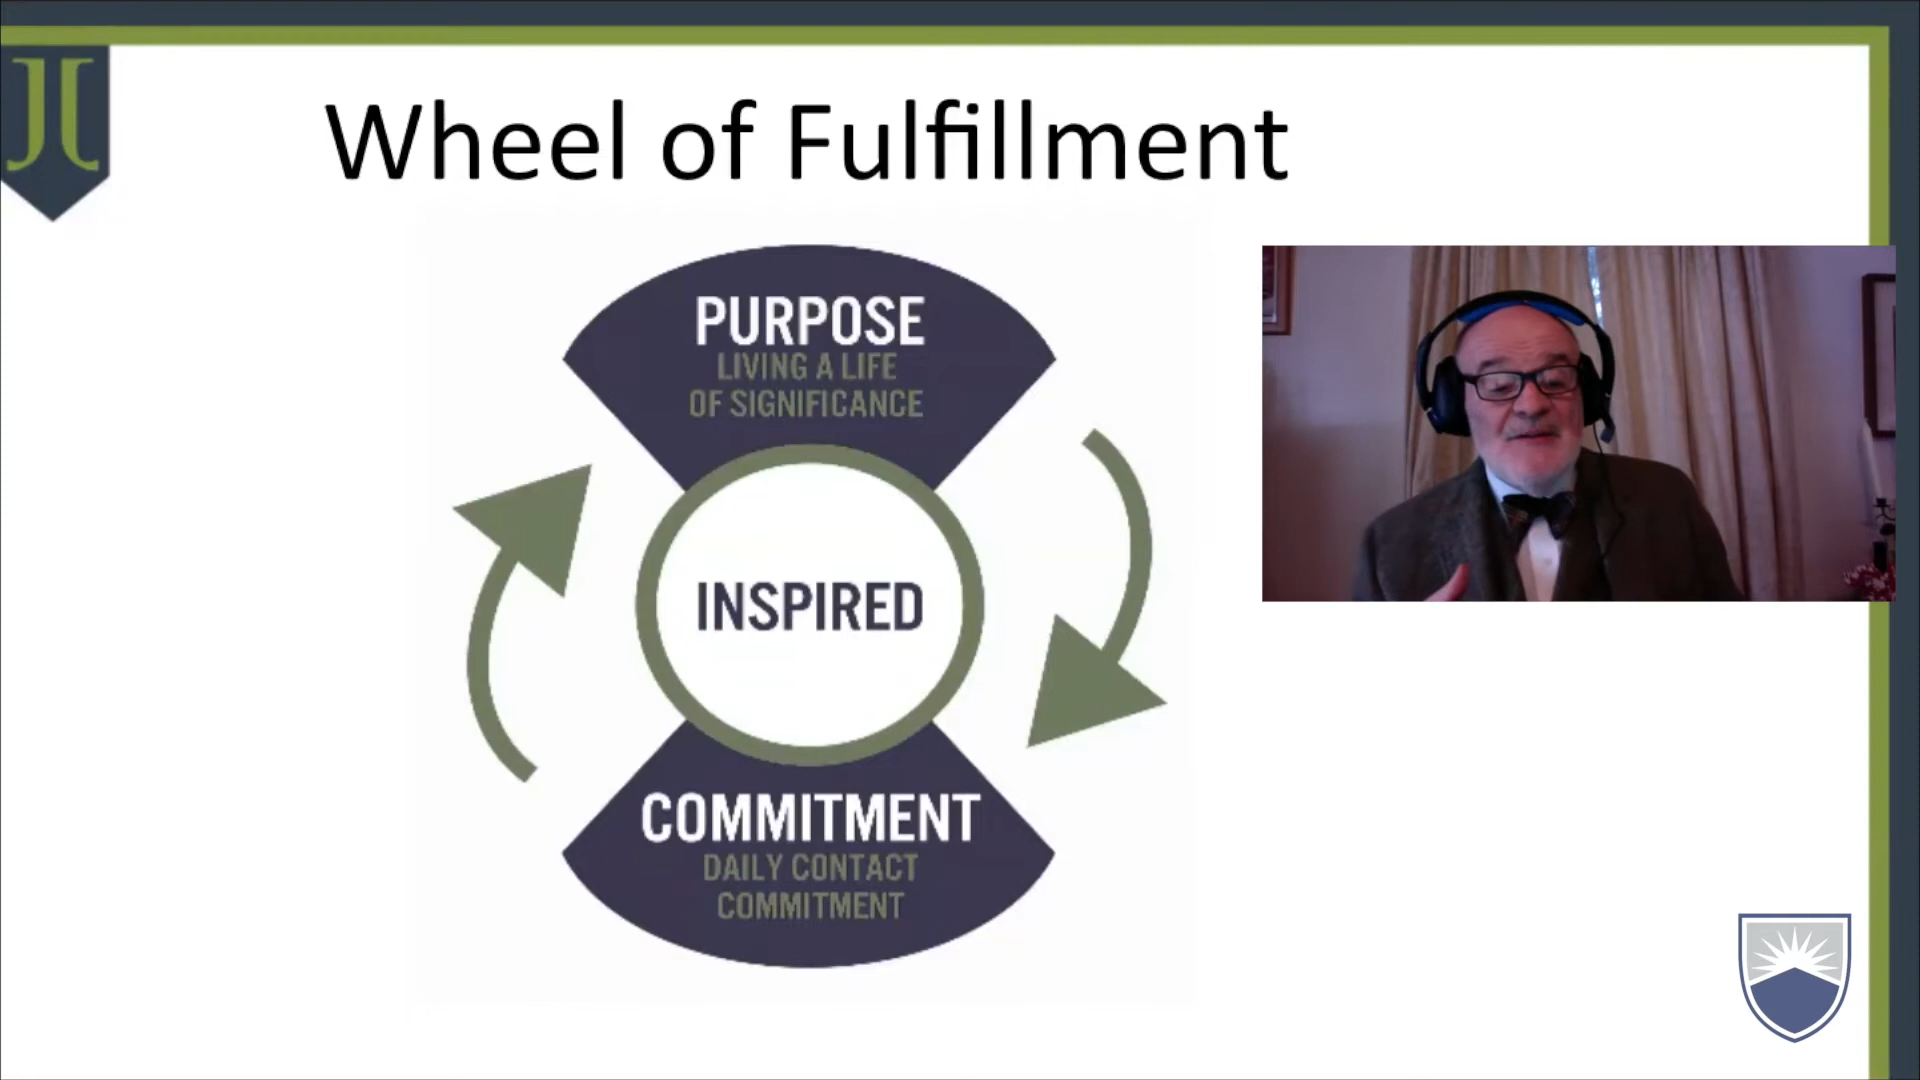 Wheel of Fulfillment
PURPOSE
LIVING A LIFE
OF SIGNIFICANCE
INSPIRED
COMMITMENT
DAILY CONTACT
COMMITMENT